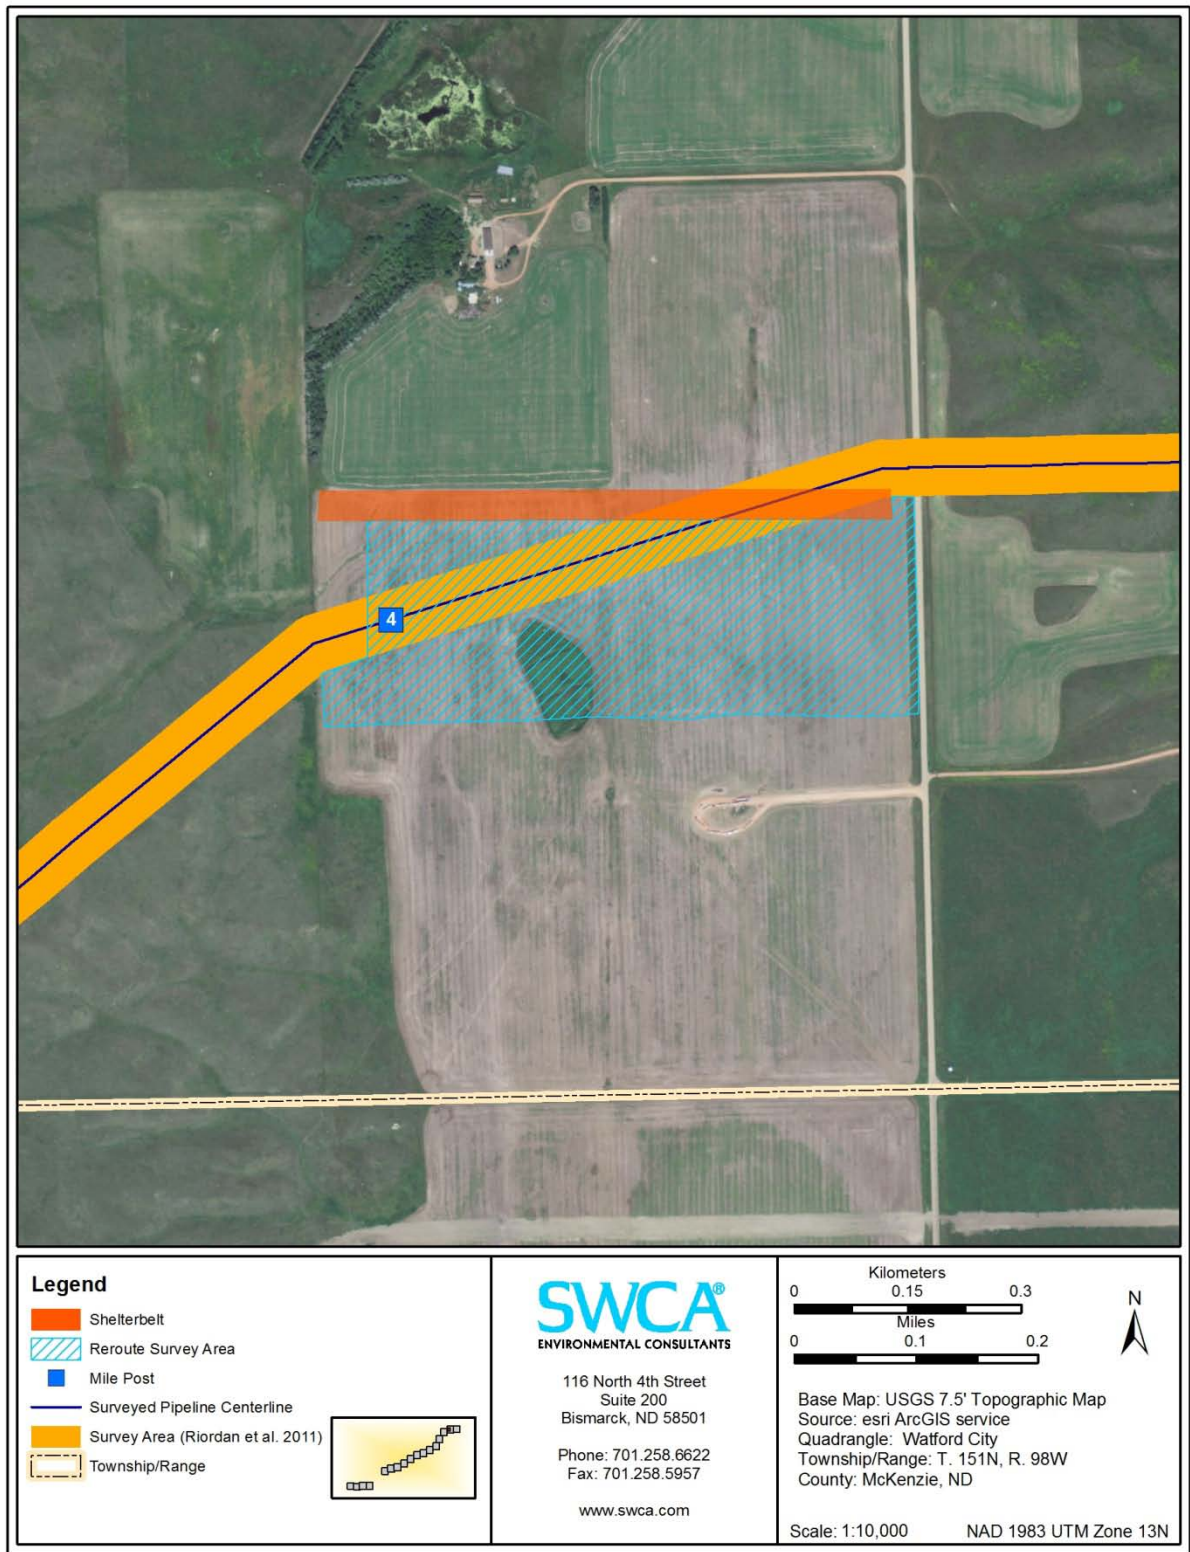 4
Legend
Shelterbelt
Reroute Survey Area
Mile Post
Surveyed Pipeline Centerline
Survey Area (Riordan et al. 2011)
Township/Range
SWCA®
ENVIRONMENTAL CONSULTANTS
116 North 4th Street
Suite 200
Bismarck, ND 58501
Phone: 701.258.6622
Fax: 701.258.5957
www.swca.com
Kilometers
0 0.15 0.3
Miles
0 0.1 0.2
N
Base Map: USGS 7.5' Topographic Map
Source: esri ArcGIS service
Quadrangle: Watford City
Township/Range: T. 151N, R. 98W
County: McKenzie, ND
Scale: 1:10,000 NAD 1983 UTM Zone 13N